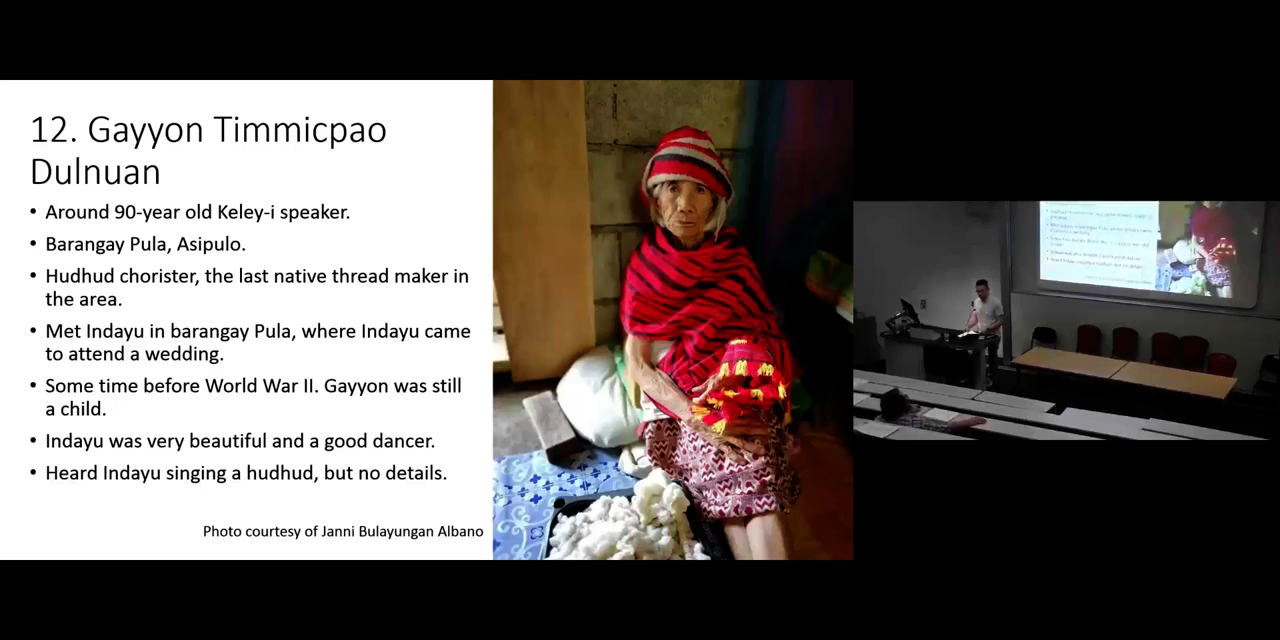 12. Gayyon Timmicpao
Dulnuan
• Around 90-year old Keley-i speaker.
• Barangay Pula, Asipulo.
• Hudhud chorister, the last native thread maker in
the area.
• Met Indayu in barangay Pula, where Indayu came
to attend a wedding.
• Some time before World War II. Gayyon was still
a child.
• Indayu was very beautiful and a good dancer.
• Heard Indayu singing a hudhud, but no details.
Photo courtesy of Janni Bulayungan Albano